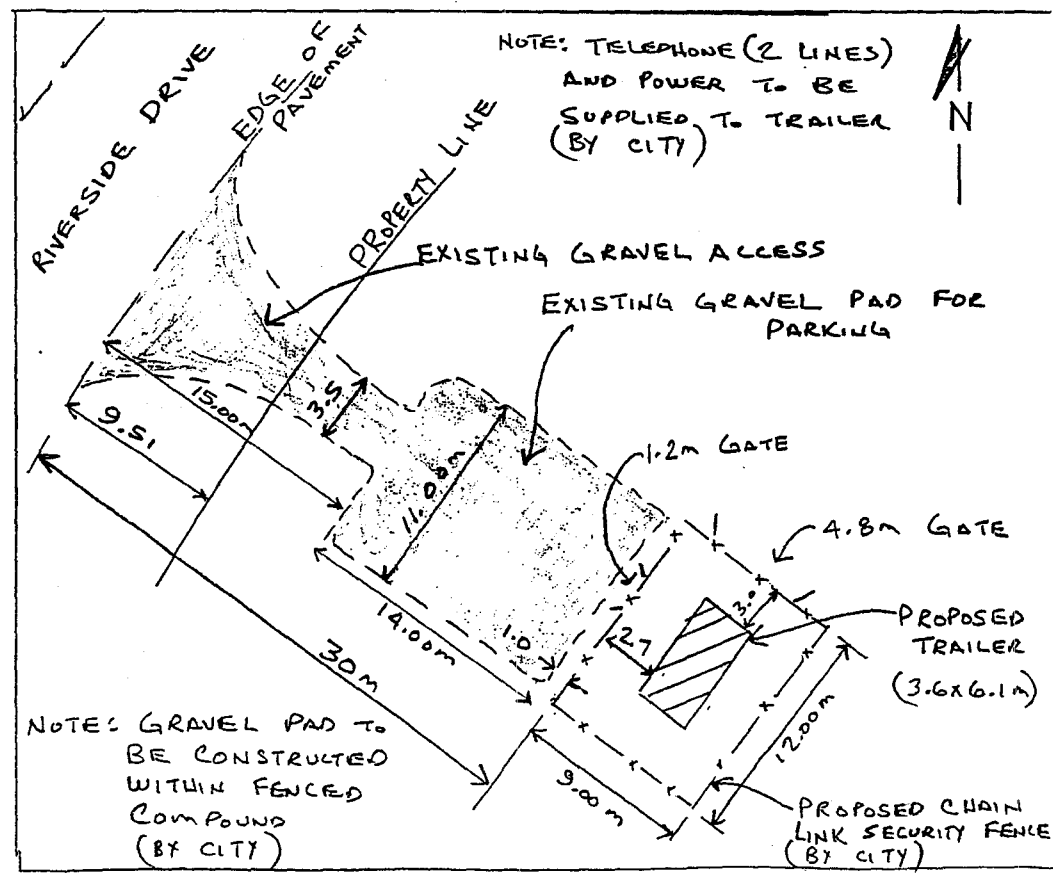 NOTE: TELEPHONE (2 LINES)
AND POWER TO BE
SUPPLIED TO TRAILER
(BY CITY)
N
RIVERSIDE DRIVE
EDGE OF
PAVEMENT
PROPERTY LINE
EXISTING GRAVEL ACCESS
EXISTING GRAVEL PAD FOR
PARKING
15.00m
9.51
3.5
11.00m
1.2m GATE
4.8m GATE
3.0
2.7
1.0
14.00m
30m
PROPOSED
TRAILER
(3.6x6.1m)
12.00m
9.00m
NOTE: GRAVEL PAD TO
BE CONSTRUCTED
WITHIN FENCED
COMPOUND
(BY CITY)
PROPOSED CHAIN
LINK SECURITY FENCE
(BY CITY)